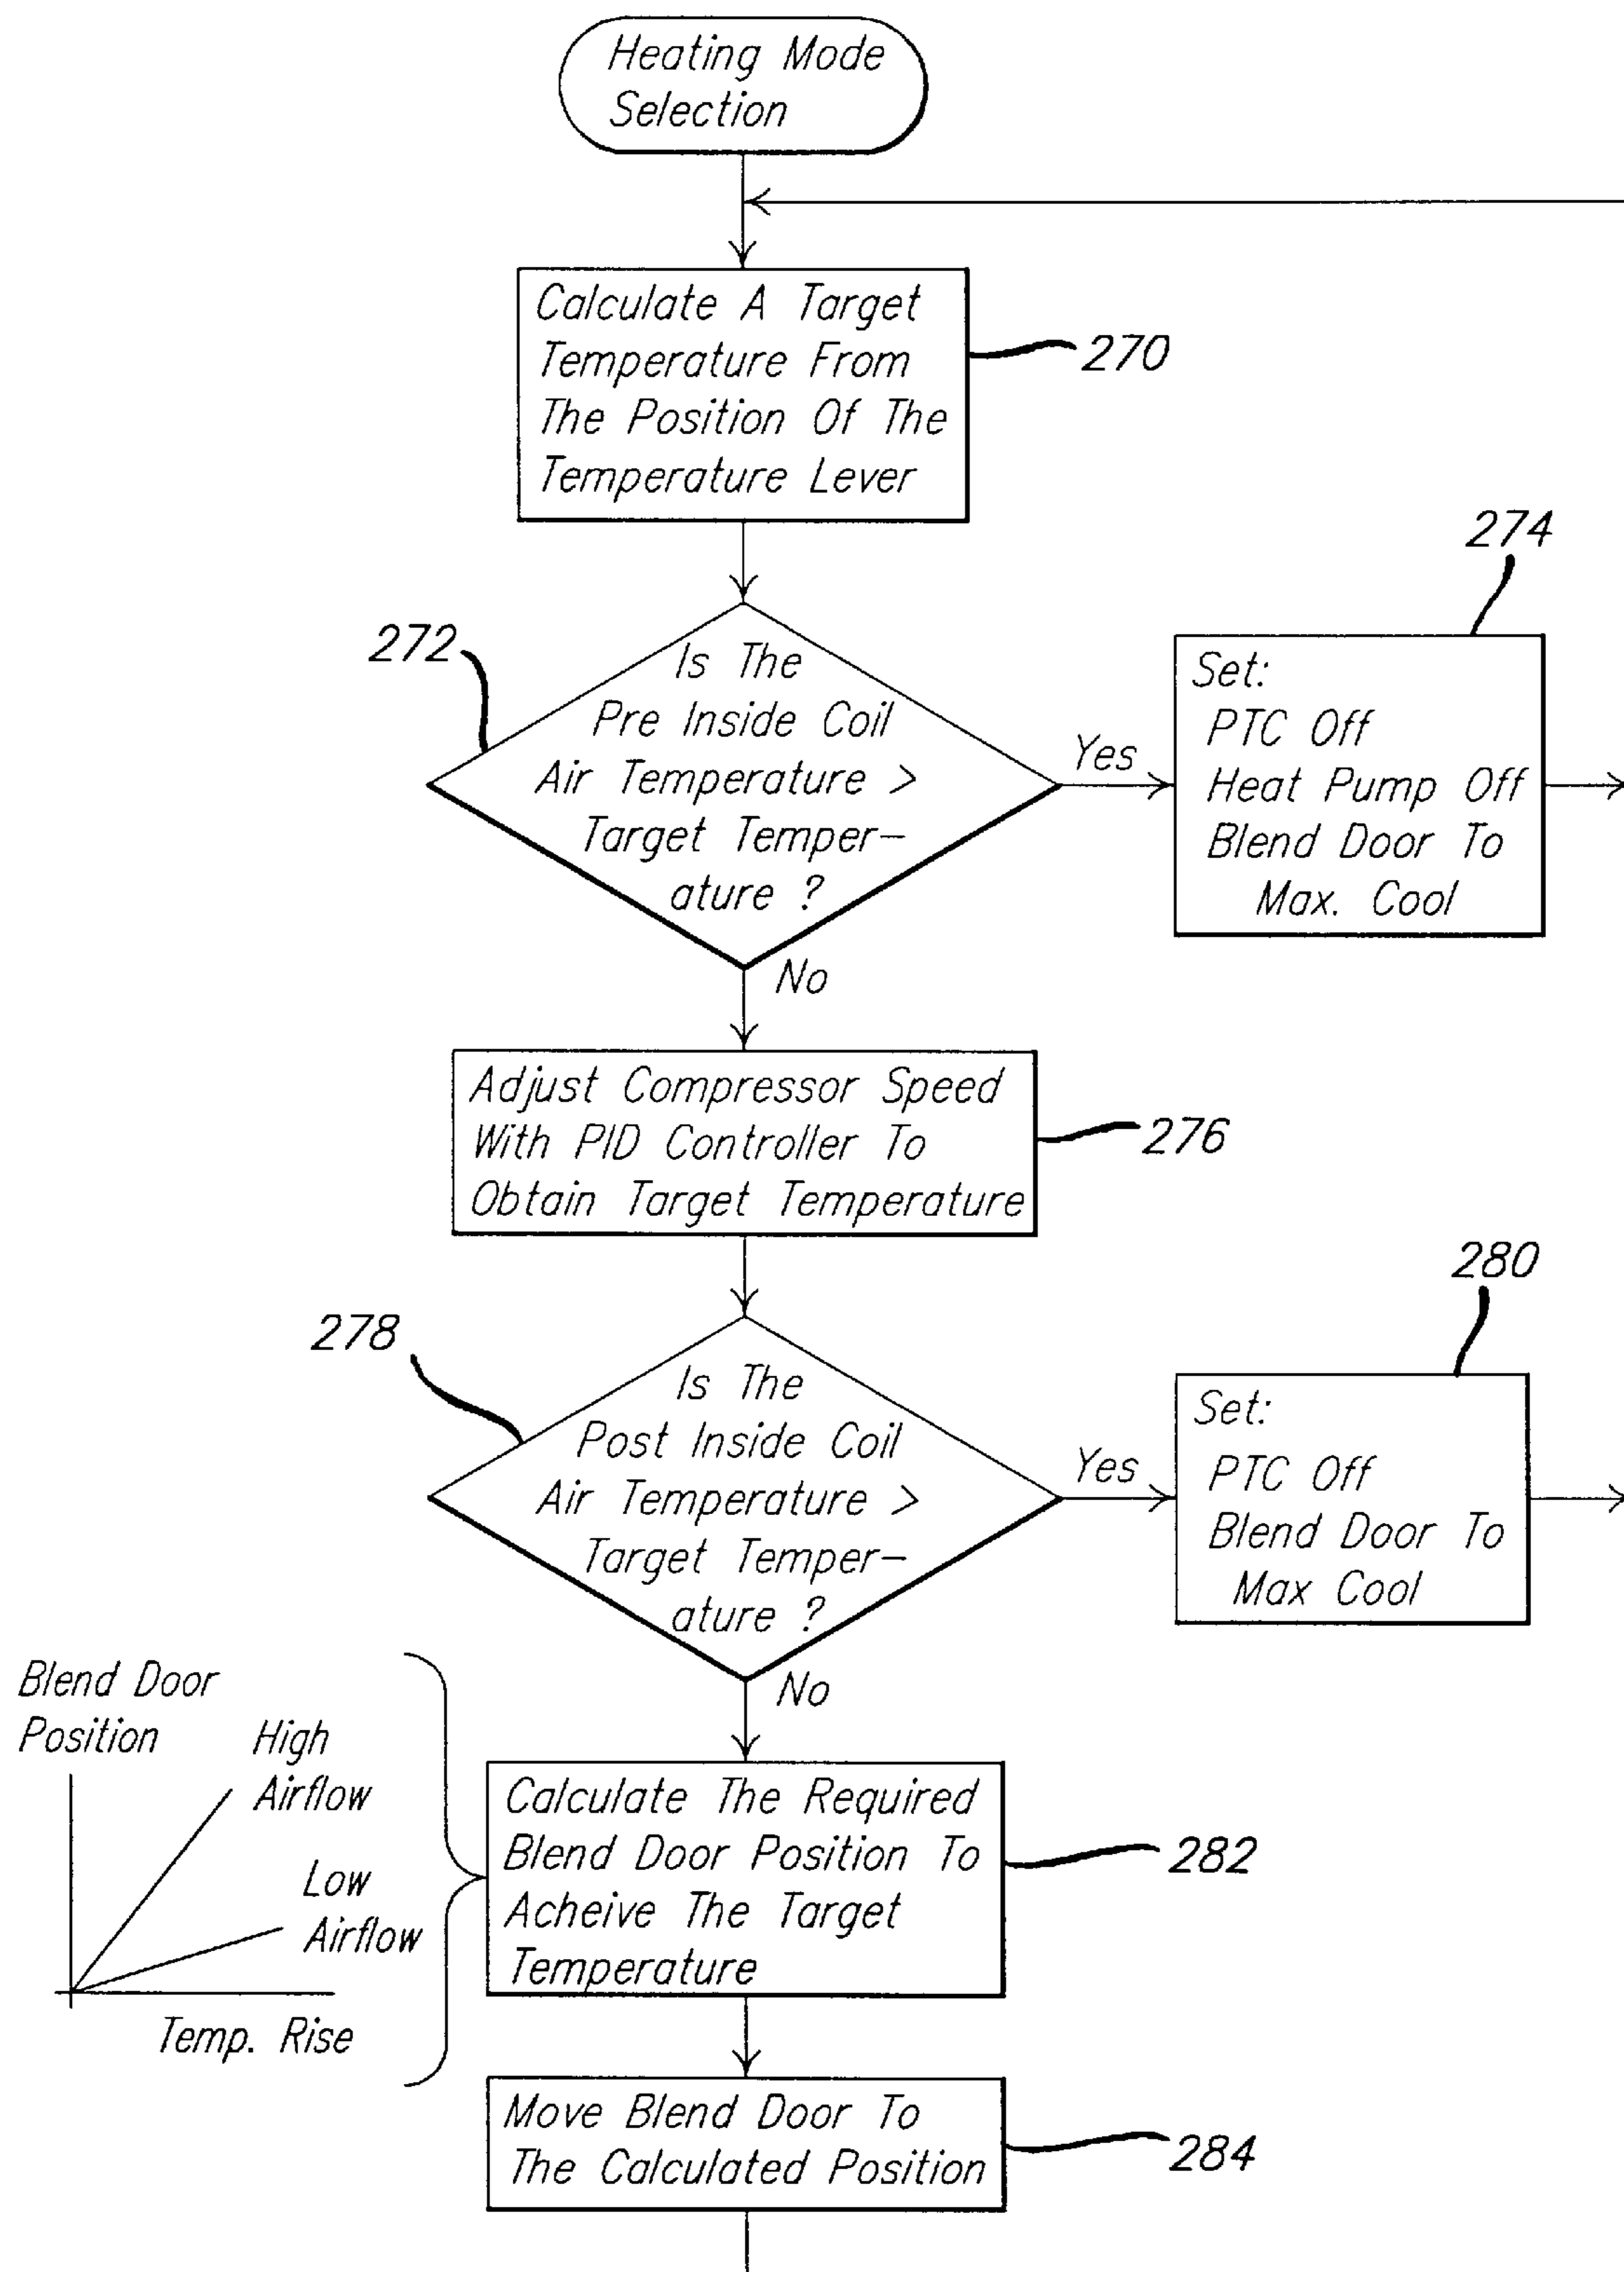 Heating Mode
Selection
Calculate A Target
Temperature From
The Position Of The
Temperature Lever
270
272
Is The
Pre Inside Coil
Air Temperature >
Target Temper-
ature ?
Yes
274
Set:
PTC Off
Heat Pump Off
Blend Door To
Max. Cool
No
Adjust Compressor Speed
With PID Controller To
Obtain Target Temperature
276
278
Is The
Post Inside Coil
Air Temperature >
Target Temper-
ature ?
Yes
280
Set:
PTC Off
Blend Door To
Max Cool
No
Blend Door
Position
High
Airflow
Low
Airflow
Temp. Rise
Calculate The Required
Blend Door Position To
Acheive The Target
Temperature
282
Move Blend Door To
The Calculated Position
284